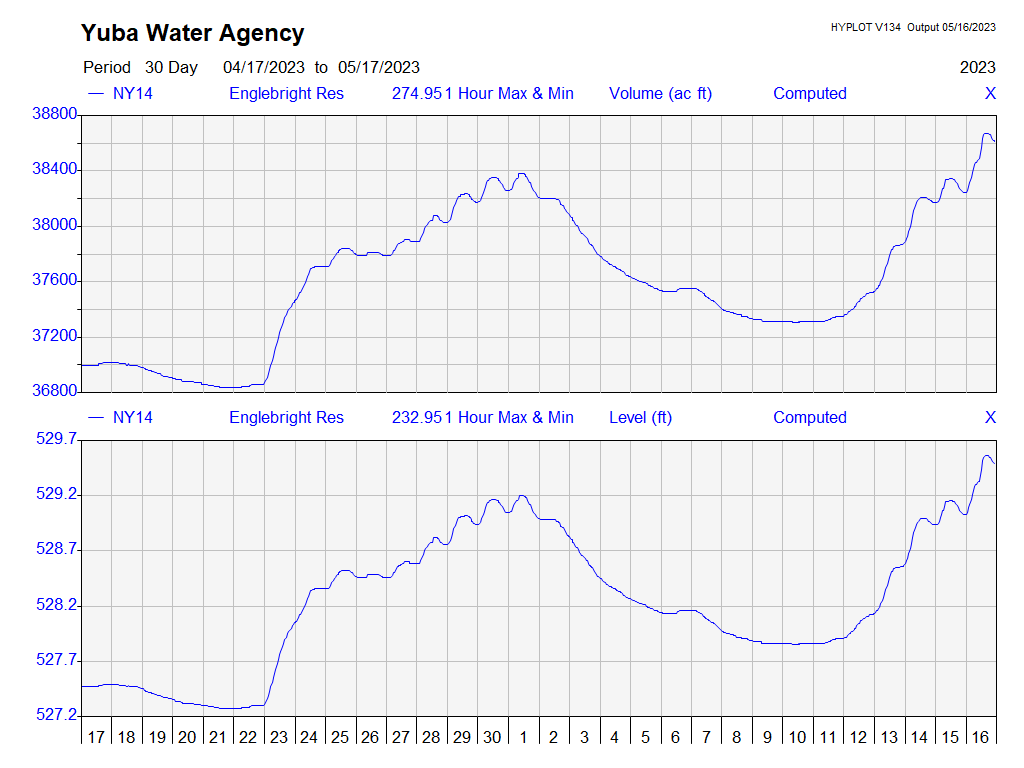 Yuba Water Agency
HYPLOT V134 Output 05/16/2023
Period 30 Day 04/17/2023 to 05/17/2023 2023
NY14 Englebright Res 274.951 Hour Max & Min Volume (ac ft) Computed X
38800
38400
38000
37600
37200
36800
NY14 Englebright Res 232.951 Hour Max & Min Level (ft) Computed X
529.7
529.2
528.7
528.2
527.7
527.2
17 18 19 20 21 22 23 24 25 26 27 28 29 30 1 2 3 4 5 6 7 8 9 10 11 12 13 14 15 16